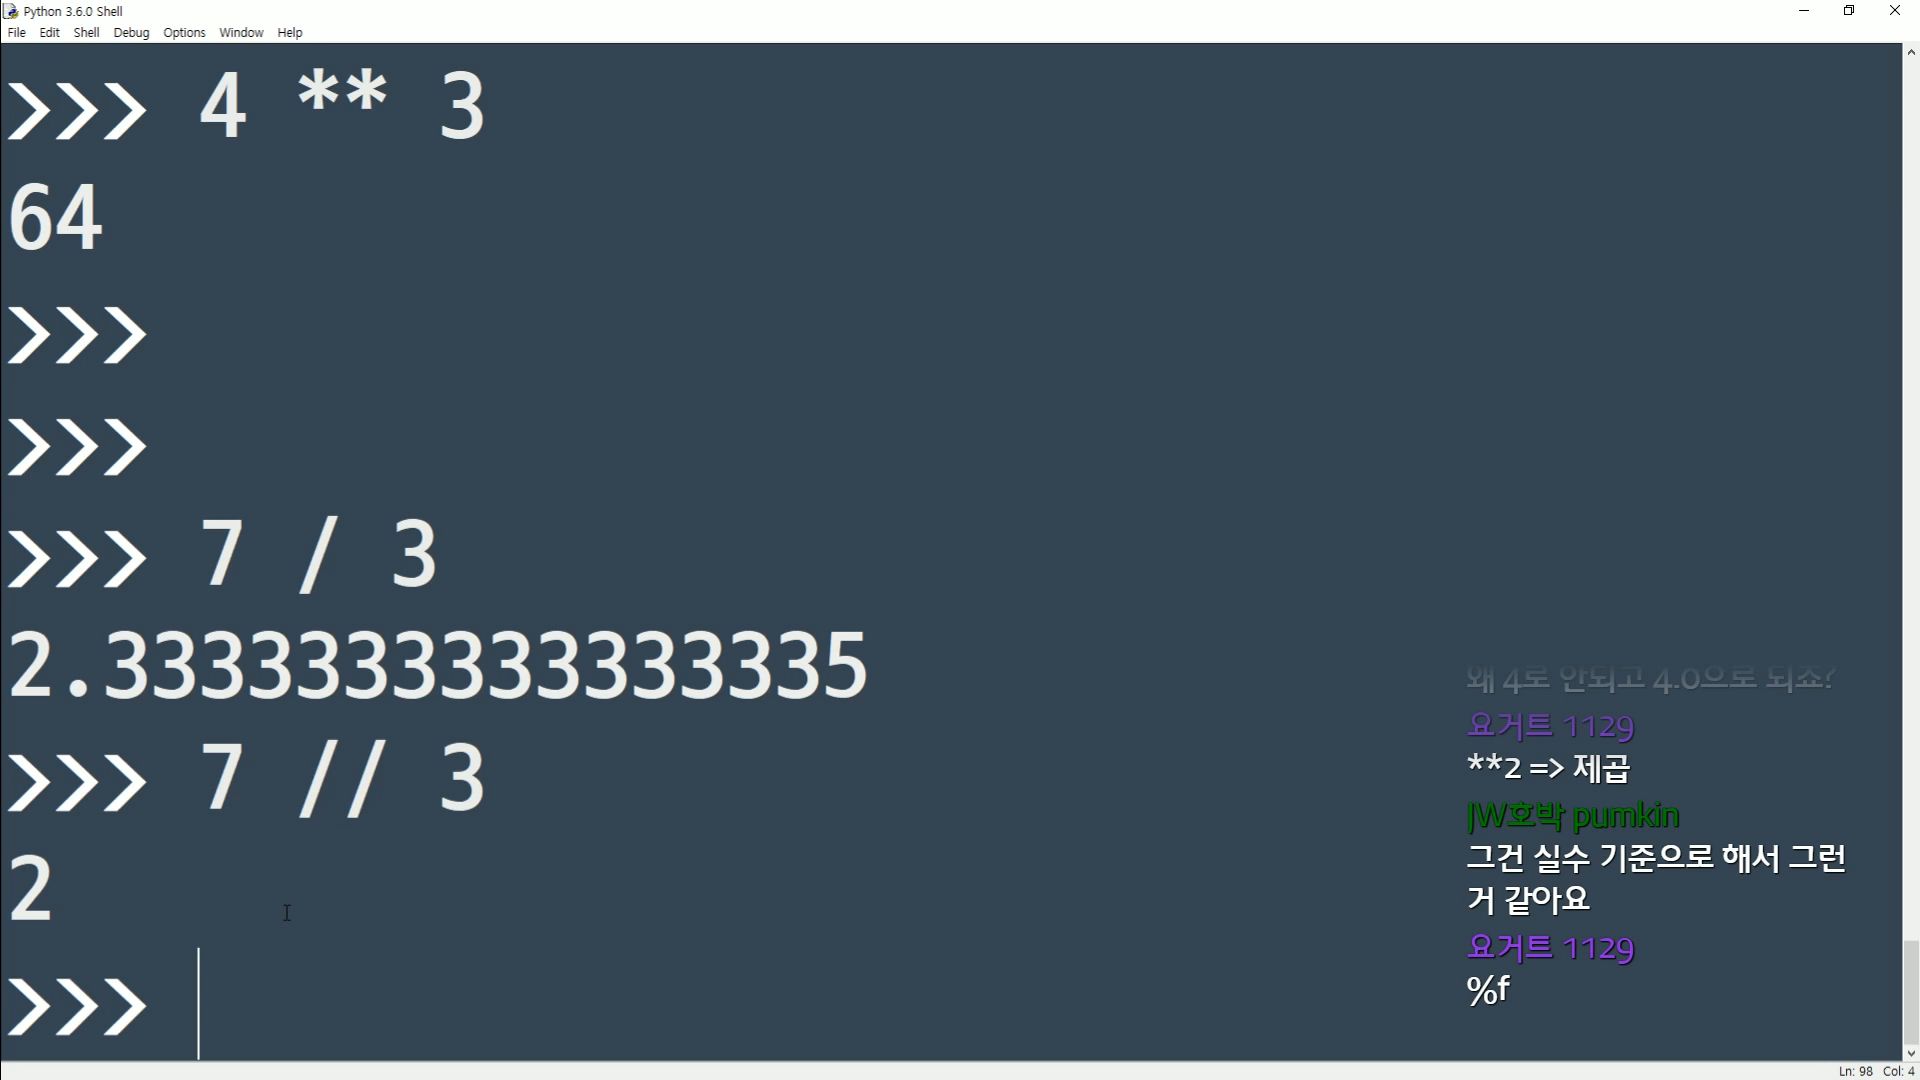 Python 3.6.0 Shell
File Edit Shell Debug Options Window Help
>>> 4 ** 3
64
>>>
>>>
>>> 7 / 3
2.3333333333333335
>>> 7 // 3
2
>>>
왜 4로 안되고 4.0으로 되죠?
요거트 1129
**2 => 제곱
JW호박 pumkin
그건 실수 기준으로 해서 그런
거 같아요
요거트 1129
%f
Ln: 98 Col: 4